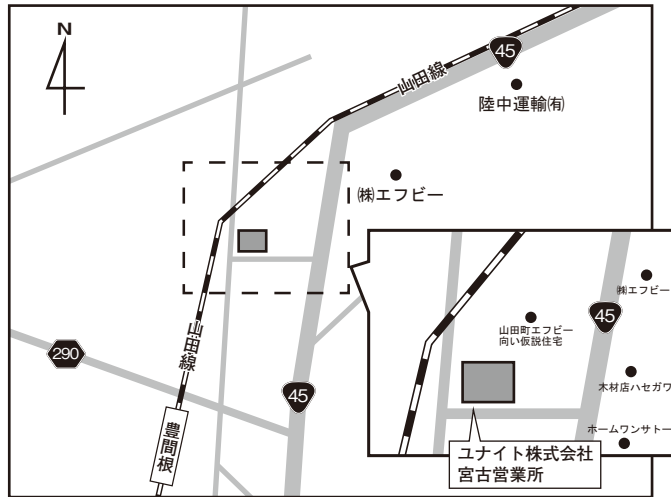 N
45
山田線
陸中運輸㈲
㈱エフビー
290
山田線
45
豊間根
㈱エフビー
45
山田町エフビー
向い仮設住宅
木材店ハセガワ
ホームワンサトー
ユナイト株式会社
宮古営業所